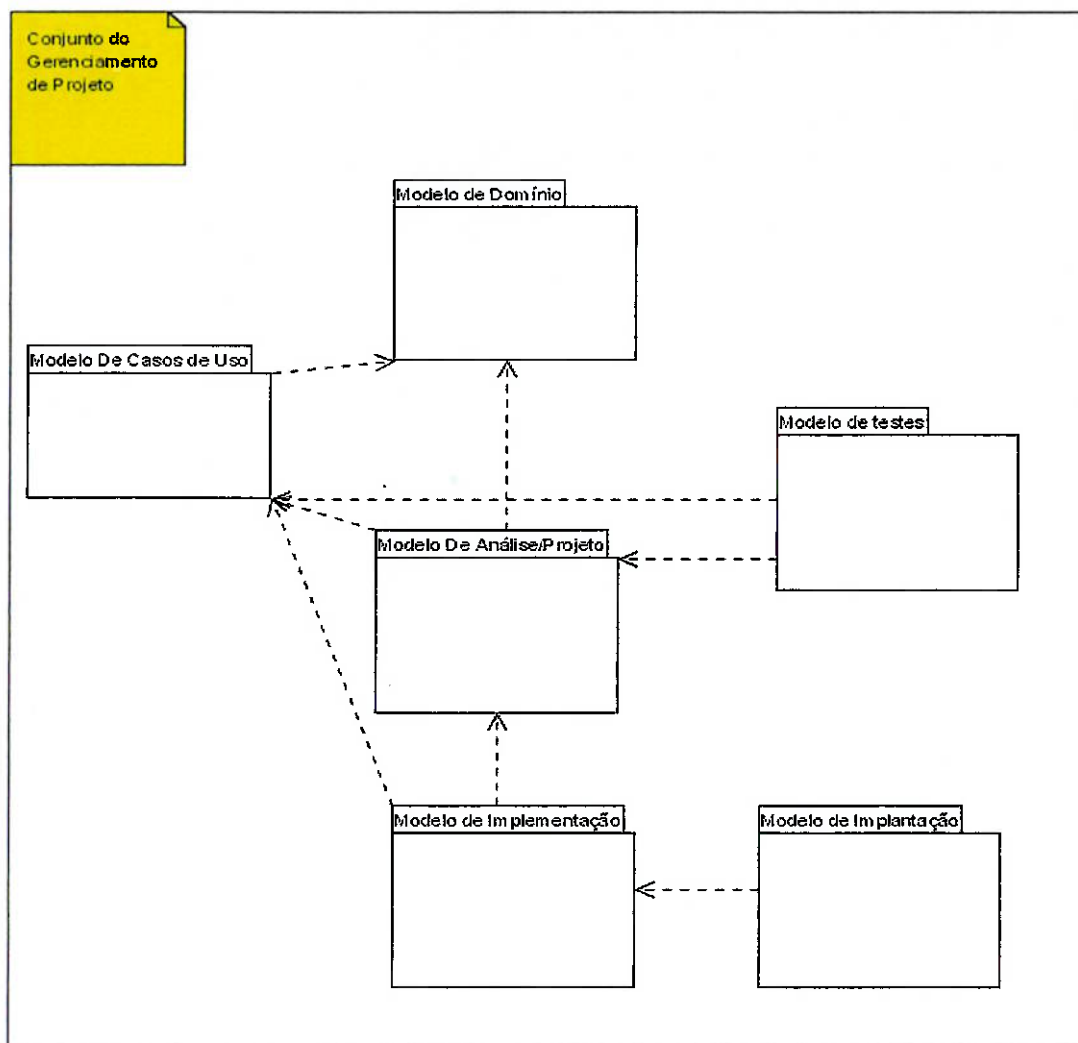 Conjunto do
Gerenciamento
de Projeto
Modelo de Domínio
Modelo De Casos de Uso
Modelo de testes
Modelo De Análise/Projeto
Modelo de Implementação
Modelo de Implantação